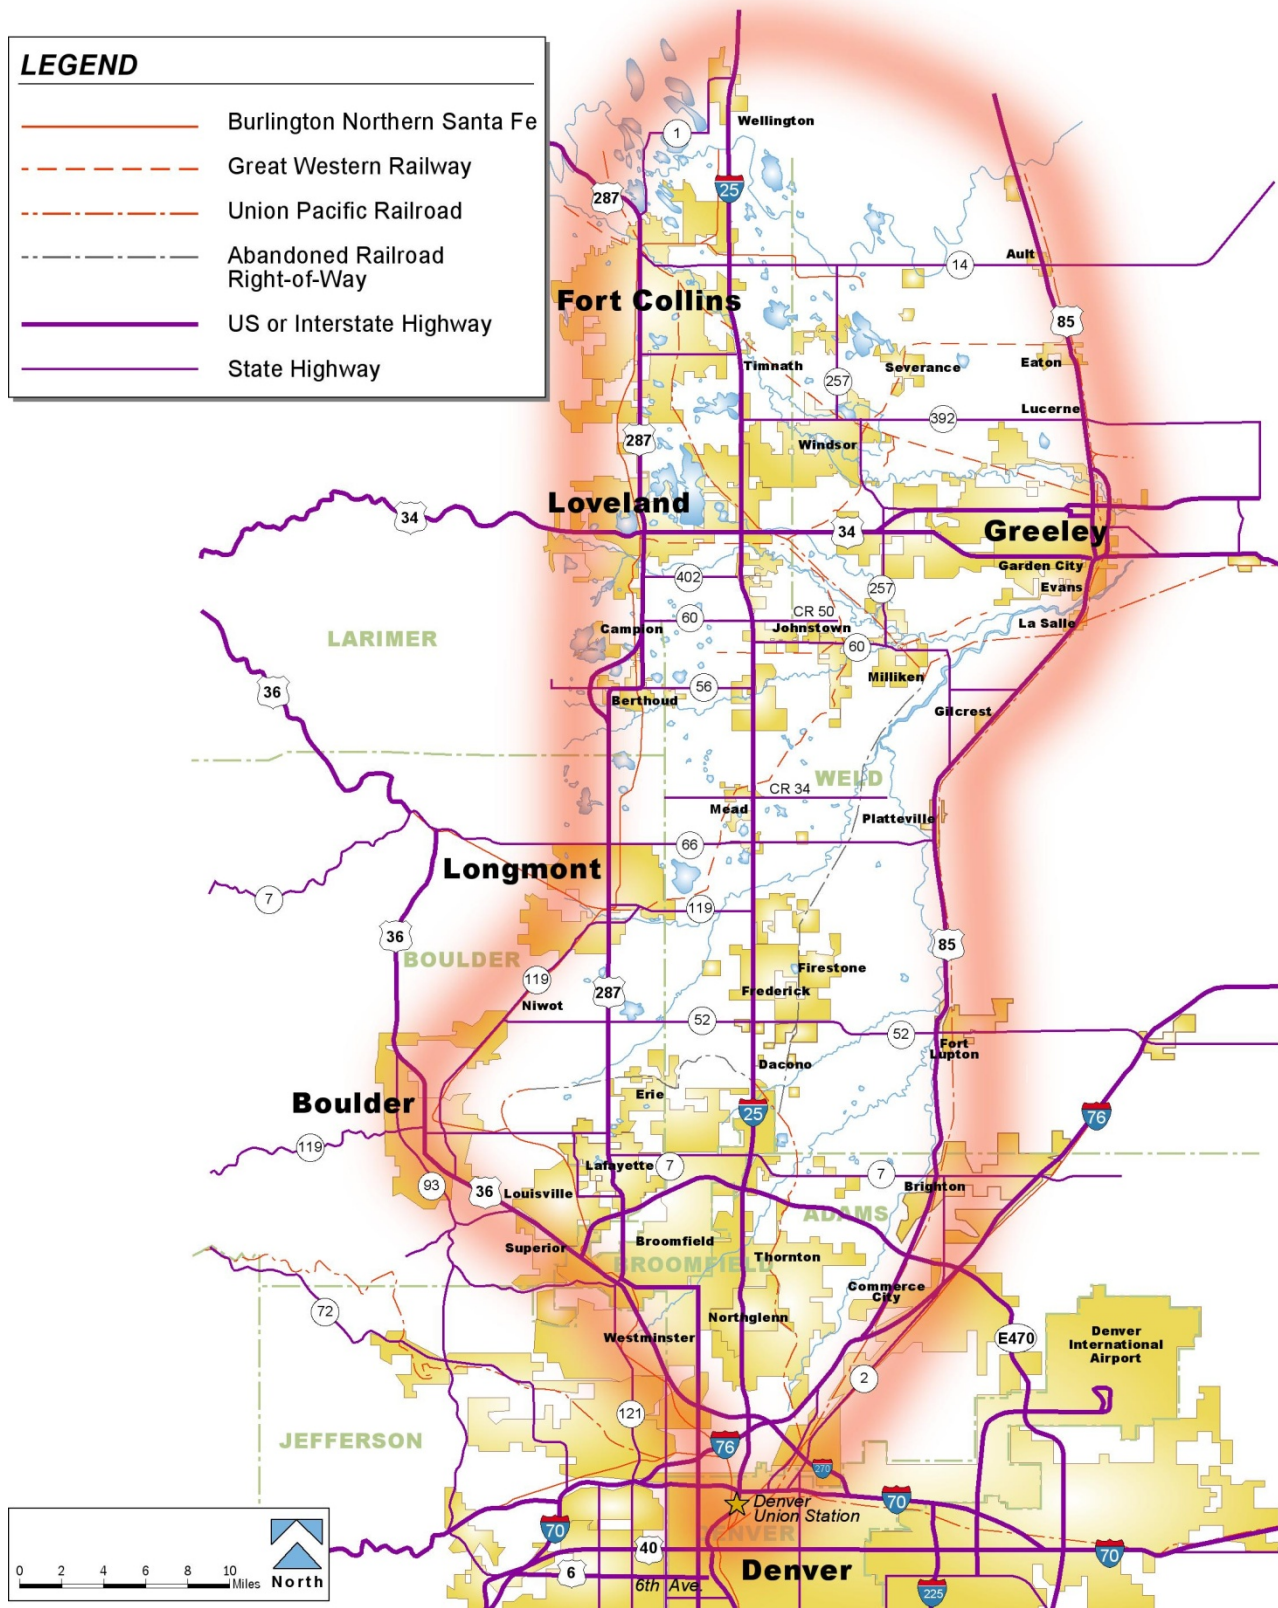 LEGEND
Burlington Northern Santa Fe
Great Western Railway
Union Pacific Railroad
Abandoned Railroad
Right-of-Way
US or Interstate Highway
State Highway
Wellington
1
287
25
Ault
14
Fort Collins
85
Timnath
257
Severance
Eaton
Lucerne
392
287
Windsor
Loveland
34
34
Greeley
Garden City
402
257
Evans
CR 50
60
Campion
Johnstown
La Salle
LARIMER
60
Milliken
36
56
Berthoud
Gilcrest
WELD
CR 34
Mead
Platteville
66
Longmont
7
119
36
85
BOULDER
Firestone
119
Frederick
287
Niwot
52
52
Fort
Lupton
Dacono
Erie
Boulder
25
76
119
Lafayette
7
7
93
36
Louisville
Brighton
ADAMS
Broomfield
Superior
Thornton
BROOMFIELD
Commerce
City
72
Northglenn
Westminster
E470
Denver
International
Airport
2
121
JEFFERSON
76
270
Denver
Union Station
70
70
DENVER
40
70
6
Denver
6th Ave.
225
0 2 4 6 8 10
Miles
North